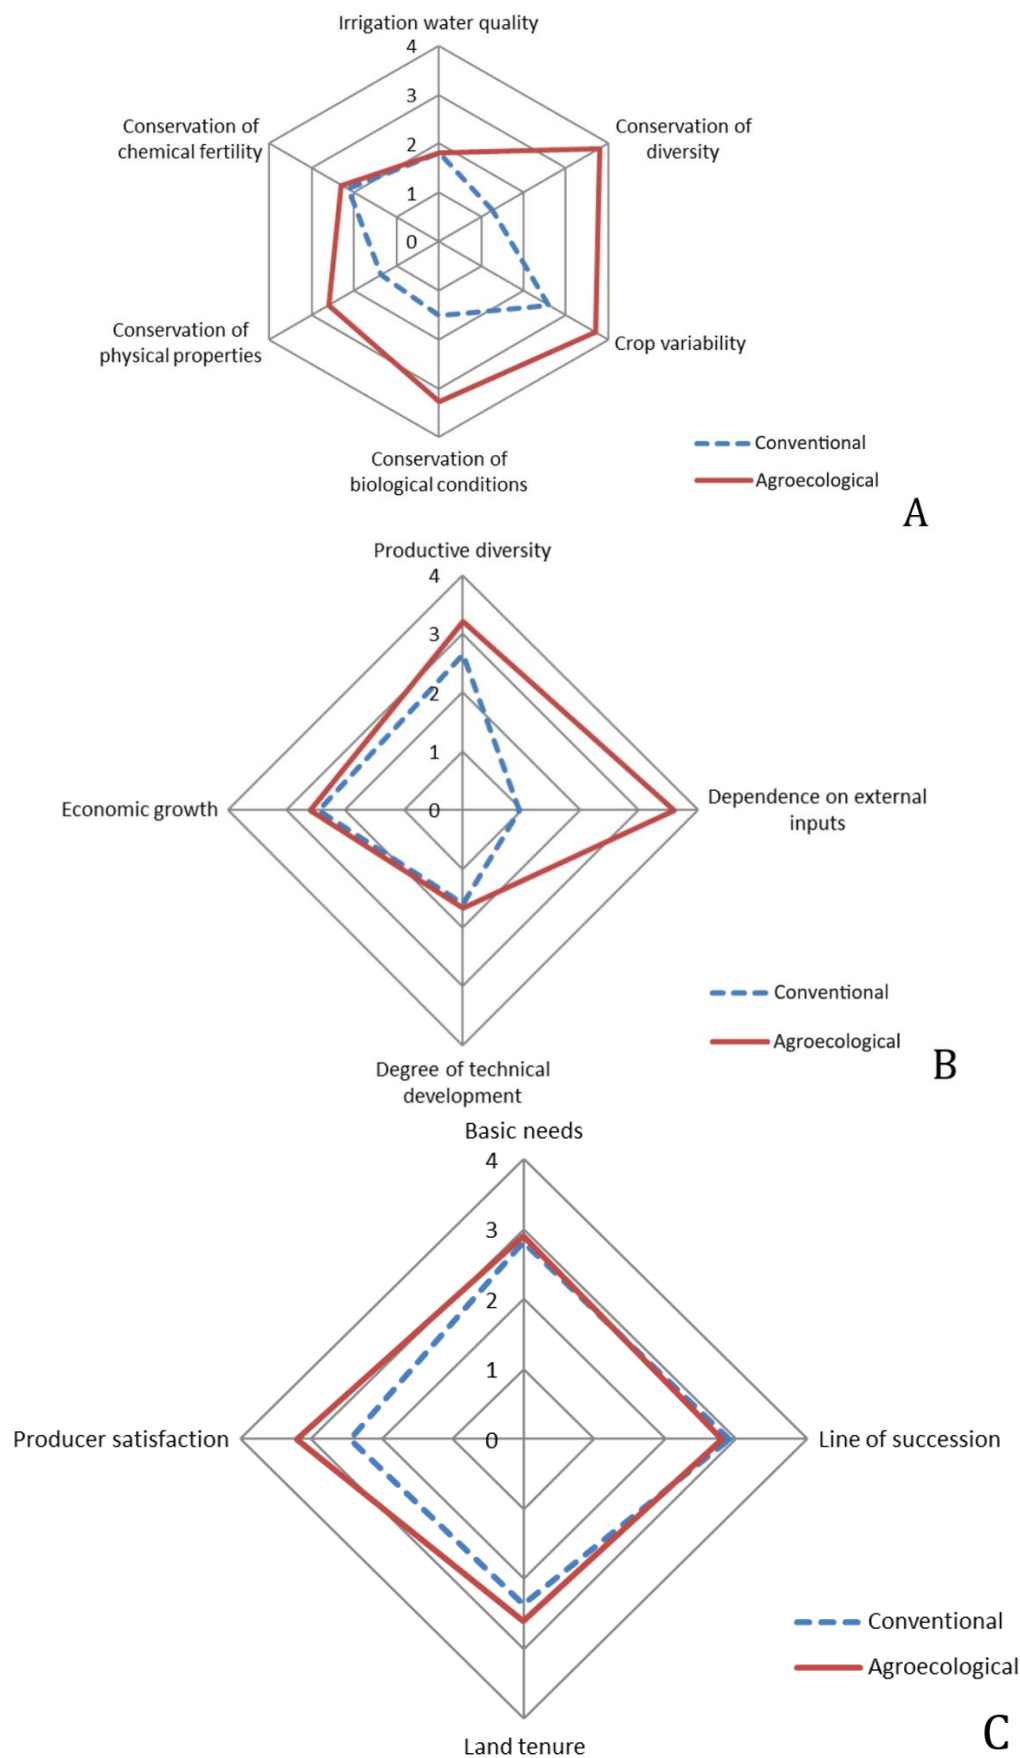 Irrigation water quality
4
3
2
1
0
Conservation of
diversity
Crop variability
Conservation of
biological conditions
Conservation of
physical properties
Conservation of
chemical fertility
Conventional
Agroecological
A
Productive diversity
4
3
2
1
0
Dependence on external
inputs
Degree of technical
development
Economic growth
Conventional
Agroecological
B
Basic needs
4
3
2
1
0
Line of succession
Land tenure
Producer satisfaction
Conventional
Agroecological
C